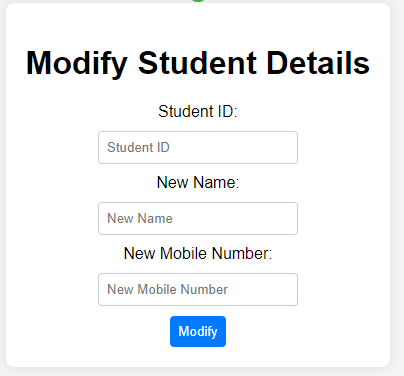 Modify Student Details
Student ID:
Student ID
New Name:
New Name
New Mobile Number:
New Mobile Number
Modify